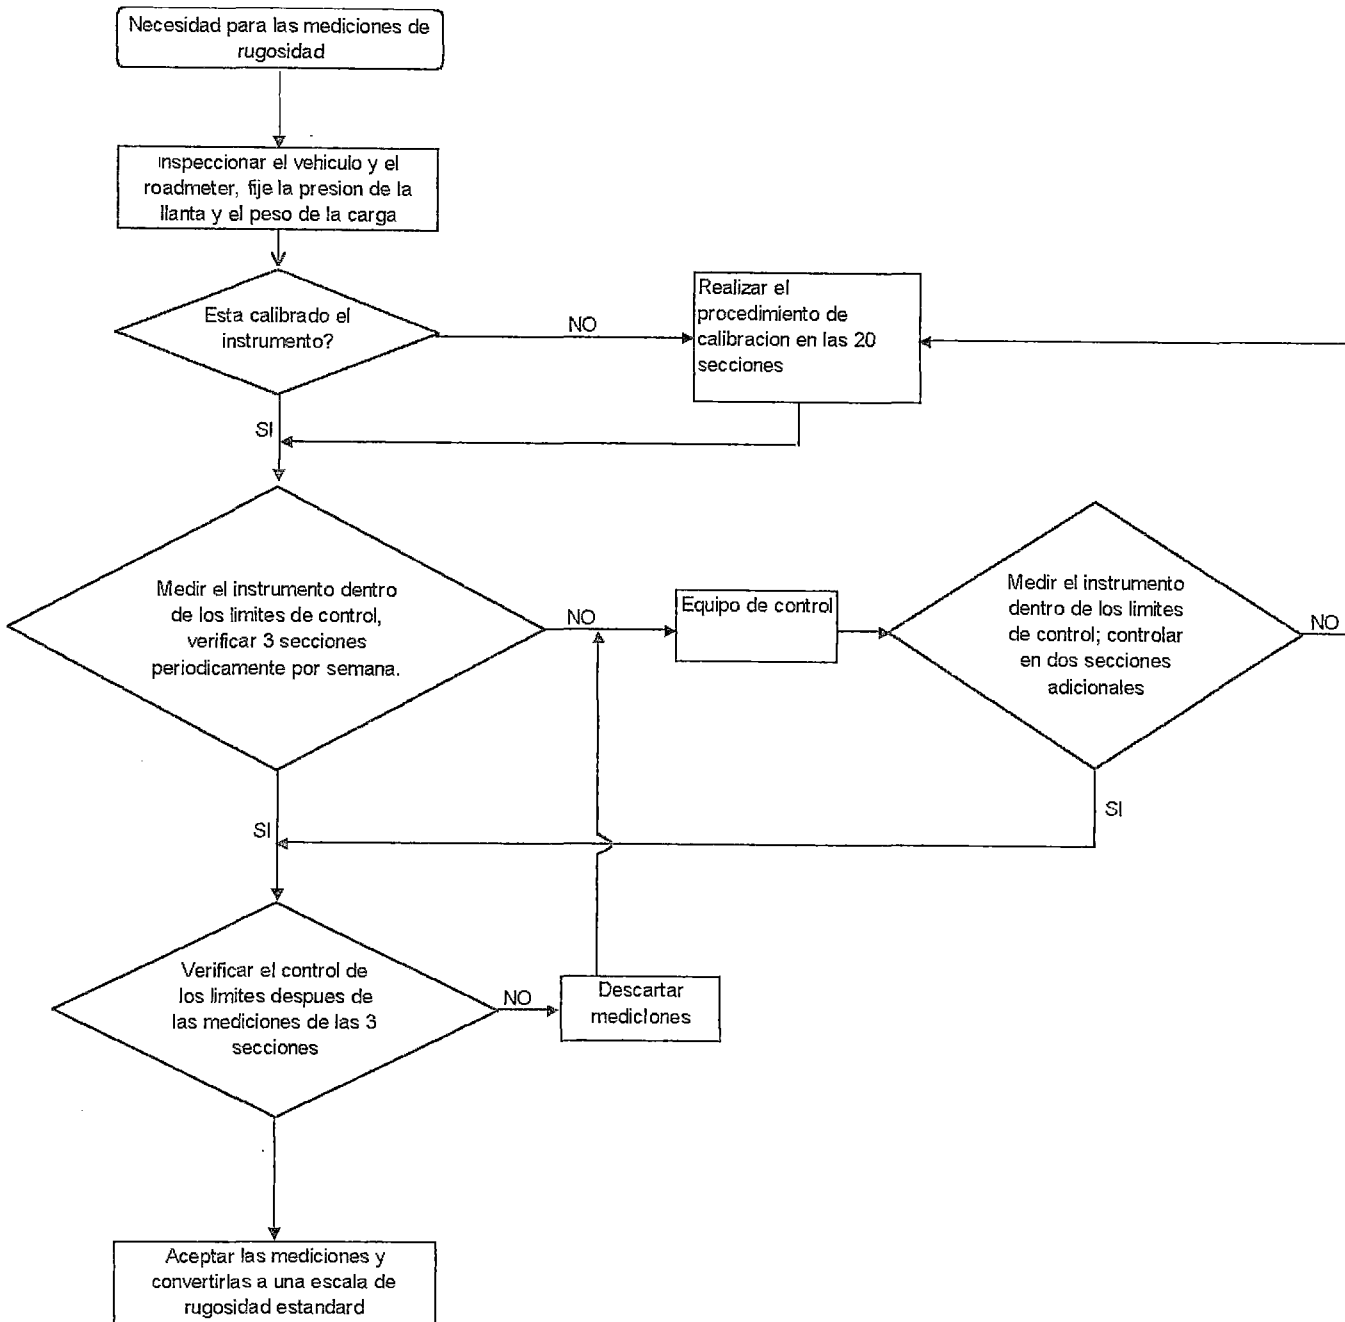 Necesidad para las mediciones de
rugosidad
Inspeccionar el vehiculo y el
roadmeter, fije la presion de la
llanta y el peso de la carga
Esta calibrado el
instrumento?
NO
Realizar el
procedimiento de
calibracion en las 20
secciones
SI
Medir el instrumento dentro
de los limites de control,
verificar 3 secciones
periodicamente por semana.
NO
Equipo de control
Medir el instrumento
dentro de los limites
de control; controlar
en dos secciones
adicionales
NO
SI
SI
Verificar el control de
los limites despues de
las mediciones de las 3
secciones
NO
Descartar
mediciones
Aceptar las mediciones y
convertirlas a una escala de
rugosidad estandard